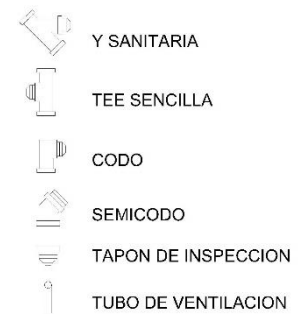 Y SANITARIA
TEE SENCILLA
CODO
SEMICODO
TAPON DE INSPECCION
TUBO DE VENTILACION